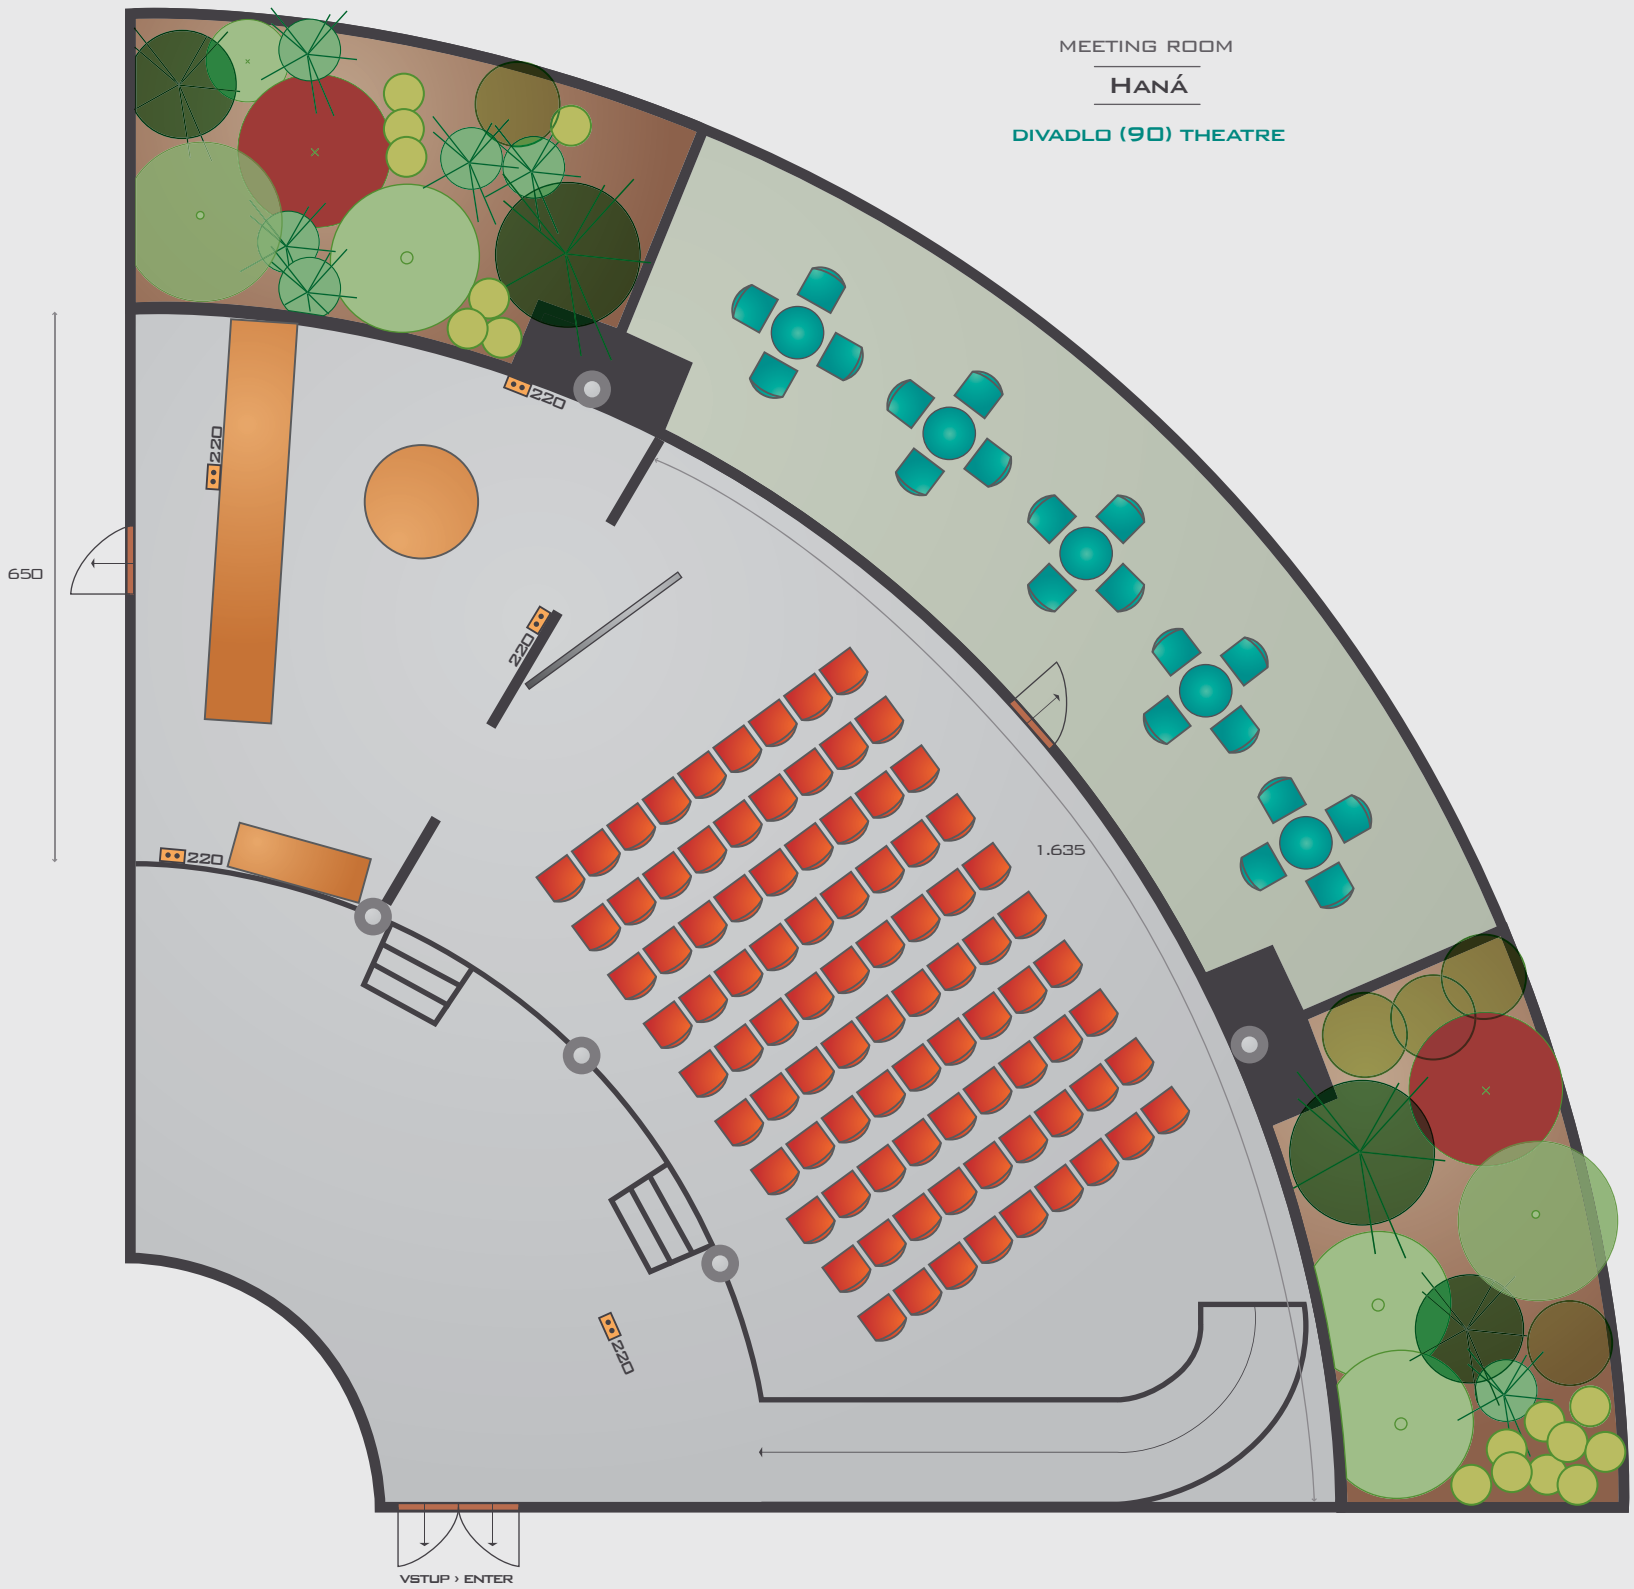 MEETING ROOM
HANÁ
DIVADLO (90) THEATRE
220
220
650
220
1.635
220
220
VSTUP › ENTER